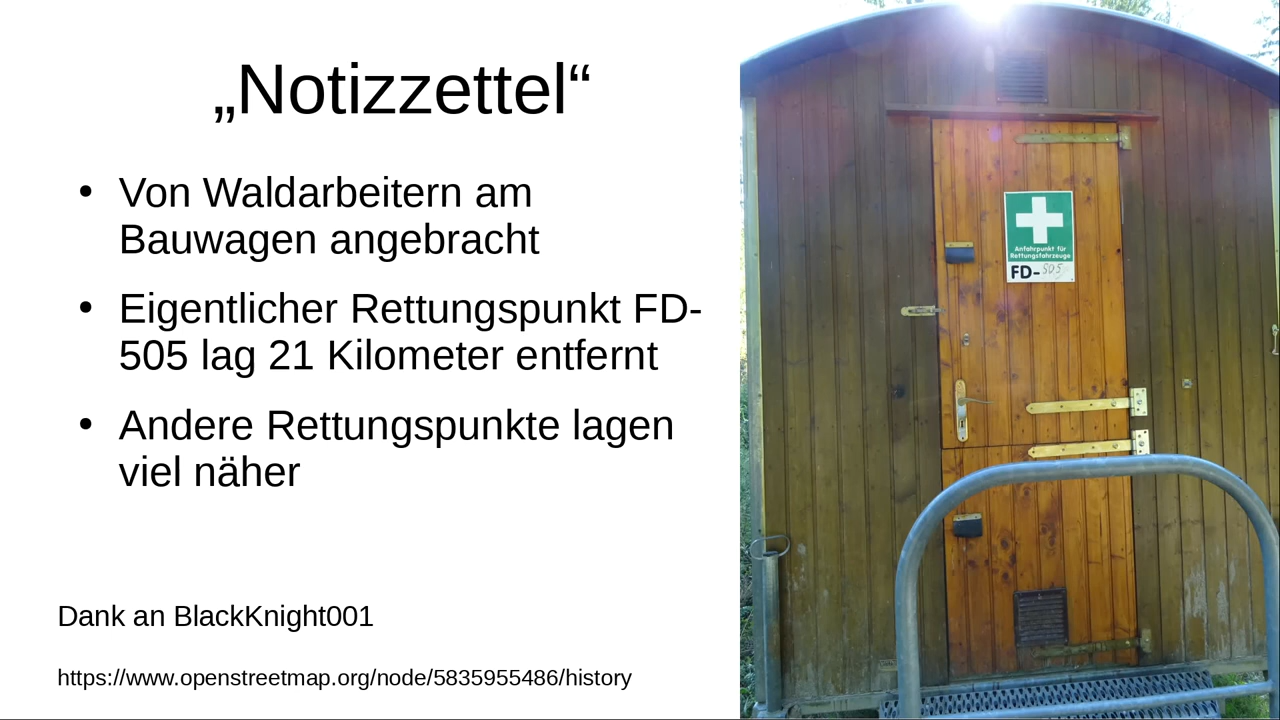 „Notizzettel“
• Von Waldarbeitern am
Bauwagen angebracht
• Eigentlicher Rettungspunkt FD-
505 lag 21 Kilometer entfernt
• Andere Rettungspunkte lagen
viel näher
Dank an BlackKnight001
https://www.openstreetmap.org/node/5835955486/history
Anfahrpunkt für
Rettungsfahrzeuge
FD-505